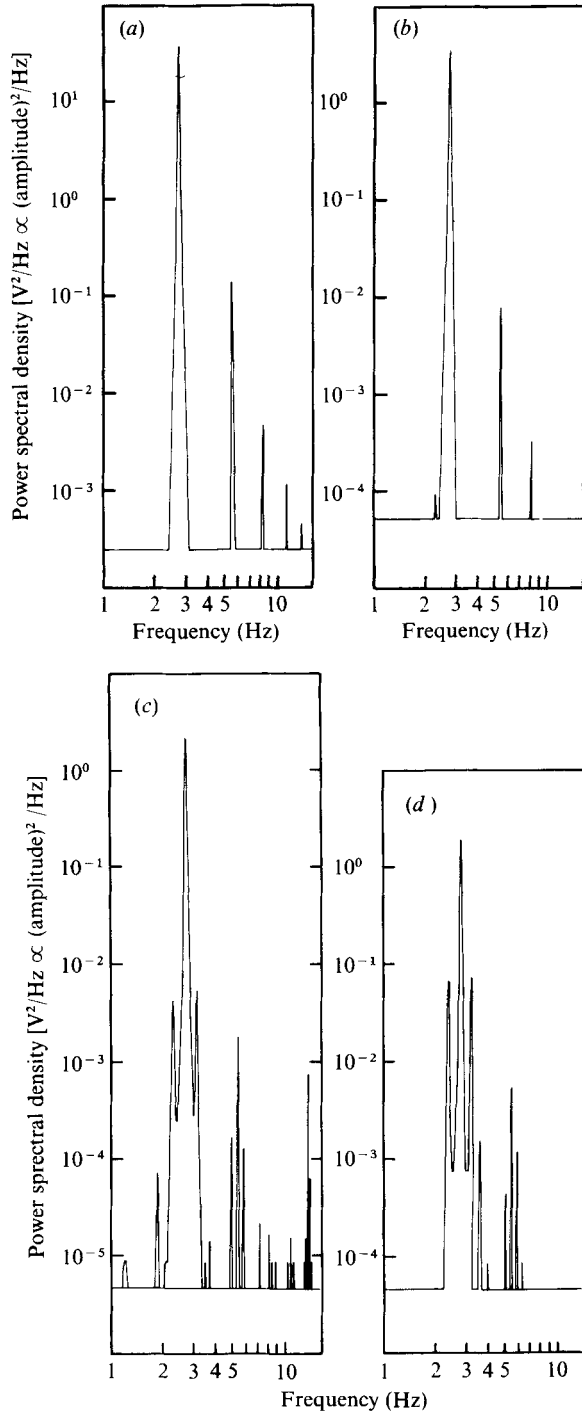 (a)
(b)
Power spectral density [V²/Hz ∝ (amplitude)²/Hz]
10¹
10⁰
10⁻¹
10⁻²
10⁻³
10⁰
10⁻¹
10⁻²
10⁻³
10⁻⁴
1 2 3 4 5 10
1 2 3 4 5 10
Frequency (Hz)
Frequency (Hz)
(c)
(d)
Power sprectral density [V²/Hz ∝ (amplitude)² /Hz]
10⁰
10⁻¹
10⁻²
10⁻³
10⁻⁴
10⁻⁵
10⁰
10⁻¹
10⁻²
10⁻³
10⁻⁴
1 2 3 4 5 10
1 2 3 4 5 10
Frequency (Hz)